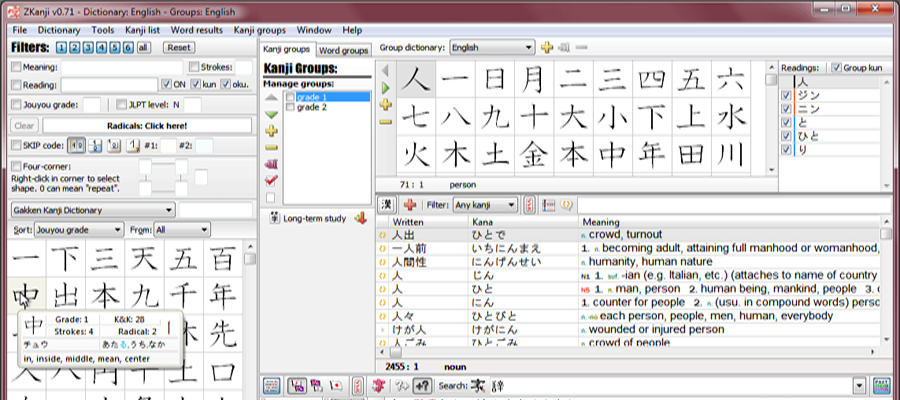 ZKanji v0.71 - Dictionary: English - Groups: English
File Dictionary Tools Kanji list Word results Kanji groups Window Help
Filters: 1 2 3 4 5 6 all Reset
Meaning: Strokes:
Reading: ON kun oku.
Jouyou grade: JLPT level: N
Clear Radicals: Click here!
SKIP code: #1: #2:
Four-corner:
Right-click in corner to select
shape. 0 can mean "repeat".
Gakken Kanji Dictionary
Sort: Jouyou grade From: All
一 下 三 天 五 百
中 出 本 九 千 年
中 Grade: 1 K&K: 28
Strokes: 4 Radical: 2
チュウ あたる,うち,なか
in, inside, middle, mean, center
先
口
Kanji groups Word groups
Kanji Groups:
Manage groups:
grade 1
grade 2
Long-term study
Group dictionary: English
人 一 日 月 二 三 四 五 六
七 八 九 十 大 小 下 上 水
火 木 土 金 本 中 年 田 川
71: 1 person
Readings: Group kun
人
ジン
ニン
と
ひと
り
漢 Filter: Any kanji
Written Kana Meaning
人出 ひとで n. crowd, turnout
一人前 いちにんまえ 1. n. becoming adult, attaining full manhood or womanhood,
人間性 にんげんせい n. humanity, human nature
人 じん N1 1. suf. -ian (e.g. Italian, etc.) (attaches to name of country
人 ひと N5 1. n. man, person 2. human being, mankind, people 3.
人 にん 1. counter for people 2. n. (usu. in compound words) perso
人々 ひとびと each person, people, men, human, everybody
けが人 けがにん n. wounded or injured person
人ごみ ひとごみ n. crowd of people
2455: 1 noun
Search: